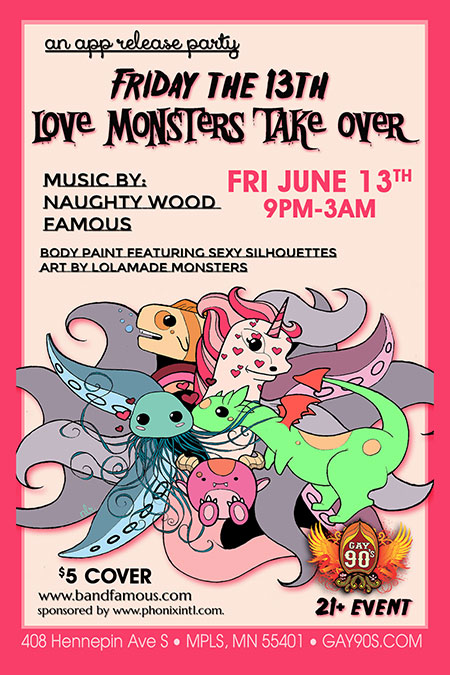 an app release party
FRIDAY THE 13TH
LOVE MONSTERS TAKE OVER
MUSIC BY:
NAUGHTY WOOD
FAMOUS
FRI JUNE 13TH
9PM-3AM
BODY PAINT FEATURING SEXY SILHOUETTES
ART BY LOLAMADE MONSTERS
$5 COVER
www.bandfamous.com
sponsored by www.phonixintl.com.
GAY
90's
21+ EVENT
408 Hennepin Ave S • MPLS, MN 55401 • GAY90S.COM